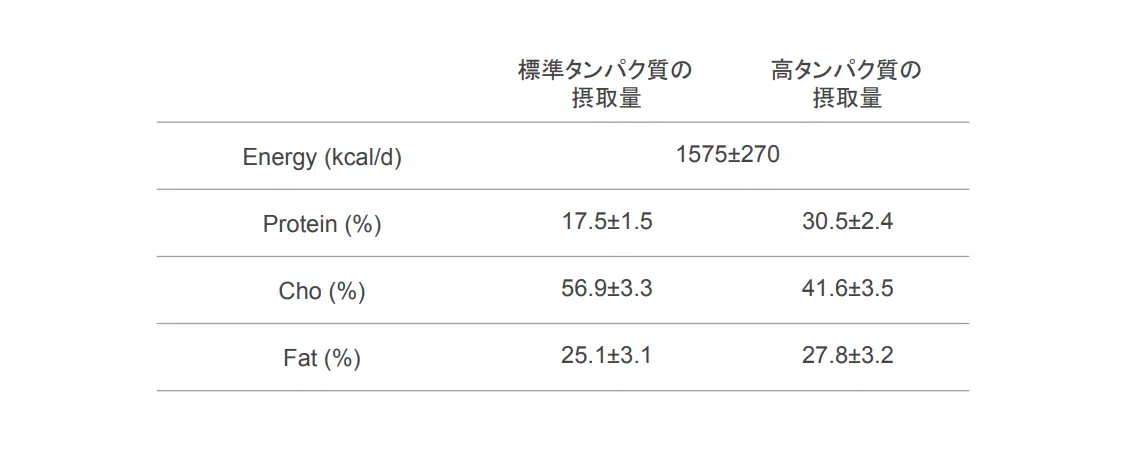 標準タンパク質の 高タンパク質の
摂取量 摂取量
Energy (kcal/d) 1575±270
Protein (%) 17.5±1.5 30.5±2.4
Cho (%) 56.9±3.3 41.6±3.5
Fat (%) 25.1±3.1 27.8±3.2